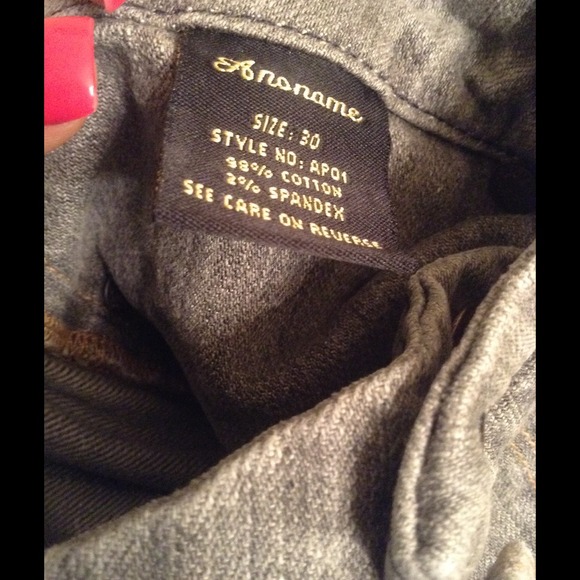 Anoname
SIZE: 30
STYLE NO: AP01
98% COTTON
2% SPANDEX
SEE CARE ON REVERSE